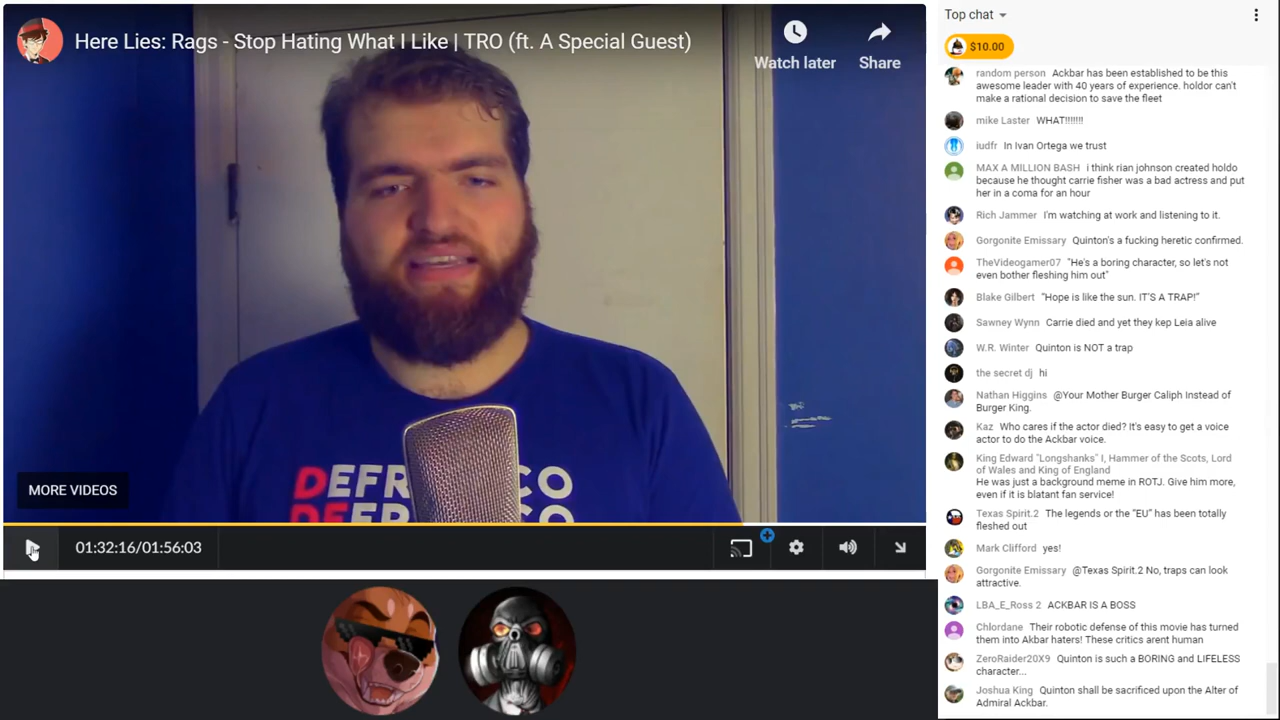 Here Lies: Rags - Stop Hating What I Like | TRO (ft. A Special Guest)
Watch later
Share
DEFR
CO
DEFR
CO
MORE VIDEOS
01:32:16/01:56:03
Top chat
$10.00
random person Ackbar has been established to be this
awesome leader with 40 years of experience. holdor can't
make a rational decision to save the fleet
mike Laster WHAT!!!!!!!
iudfr In Ivan Ortega we trust
MAX A MILLION BASH i think rian johnson created holdo
because he thought carrie fisher was a bad actress and put
her in a coma for an hour
Rich Jammer I'm watching at work and listening to it.
Gorgonite Emissary Quinton's a fucking heretic confirmed.
TheVideogamer07 "He's a boring character, so let's not
even bother fleshing him out"
Blake Gilbert "Hope is like the sun. IT'S A TRAP!"
Sawney Wynn Carrie died and yet they kep Leia alive
W.R. Winter Quinton is NOT a trap
the secret dj hi
Nathan Higgins @Your Mother Burger Caliph Instead of
Burger King.
Kaz Who cares if the actor died? It's easy to get a voice
actor to do the Ackbar voice.
King Edward "Longshanks" I, Hammer of the Scots, Lord
of Wales and King of England
He was just a background meme in ROTJ. Give him more,
even if it is blatant fan service!
Texas Spirit.2 The legends or the "EU" has been totally
fleshed out
Mark Clifford yes!
Gorgonite Emissary @Texas Spirit.2 No, traps can look
attractive.
LBA_E_Ross 2 ACKBAR IS A BOSS
Chlordane Their robotic defense of this movie has turned
them into Akbar haters! These critics arent human
ZeroRaider20X9 Quinton is such a BORING and LIFELESS
character...
Joshua King Quinton shall be sacrificed upon the Alter of
Admiral Ackbar.